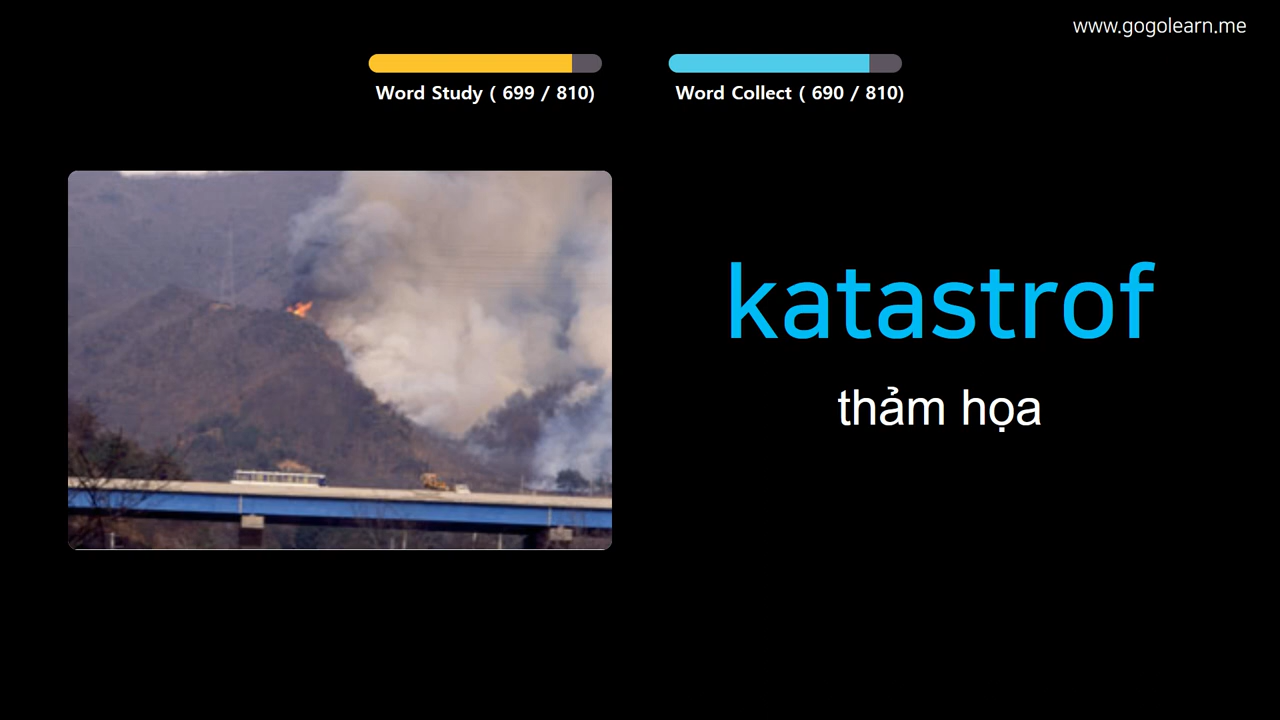 www.gogolearn.me
Word Study ( 699 / 810)
Word Collect ( 690 / 810)
katastrof
thảm họa